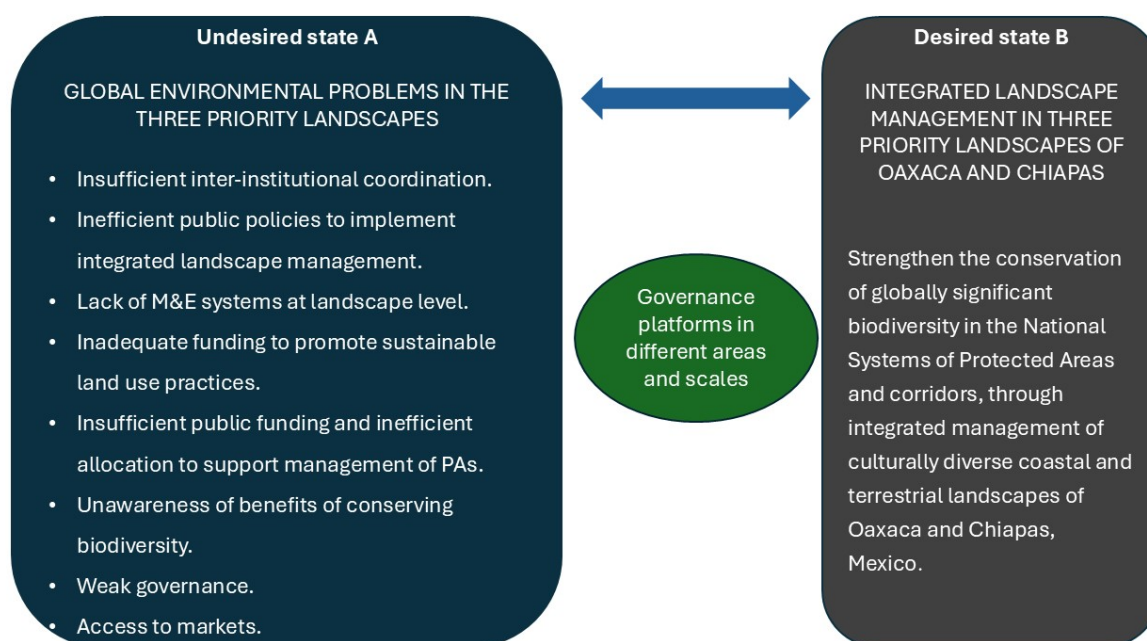 Undesired state A
GLOBAL ENVIRONMENTAL PROBLEMS IN THE
THREE PRIORITY LANDSCAPES
• Insufficient inter-institutional coordination.
• Inefficient public policies to implement
integrated landscape management.
• Lack of M&E systems at landscape level.
• Inadequate funding to promote sustainable
land use practices.
• Insufficient public funding and inefficient
allocation to support management of PAs.
• Unawareness of benefits of conserving
biodiversity.
• Weak governance.
• Access to markets.
Governance
platforms in
different areas
and scales
Desired state B
INTEGRATED LANDSCAPE
MANAGEMENT IN THREE
PRIORITY LANDSCAPES OF
OAXACA AND CHIAPAS
Strengthen the conservation
of globally significant
biodiversity in the National
Systems of Protected Areas
and corridors, through
integrated management of
culturally diverse coastal and
terrestrial landscapes of
Oaxaca and Chiapas,
Mexico.